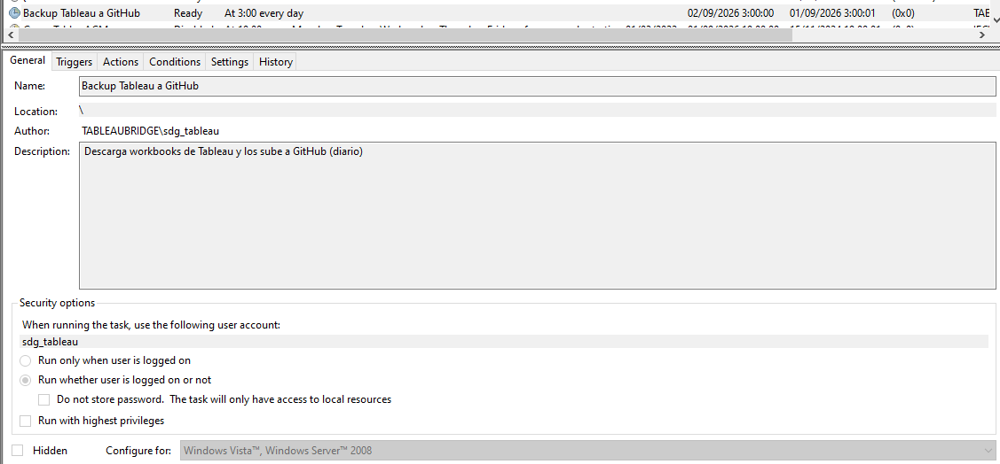 Backup Tableau a GitHub Ready At 3:00 every day 02/09/2026 3:00:00 01/09/2026 3:00:01 (0x0) TAB
General Triggers Actions Conditions Settings History
Name: Backup Tableau a GitHub
Location: \
Author: TABLEAUBRIDGE\sdg_tableau
Description: Descarga workbooks de Tableau y los sube a GitHub (diario)
Security options
When running the task, use the following user account:
sdg_tableau
Run only when user is logged on
Run whether user is logged on or not
Do not store password. The task will only have access to local resources
Run with highest privileges
Hidden Configure for: Windows Vista™, Windows Server™ 2008